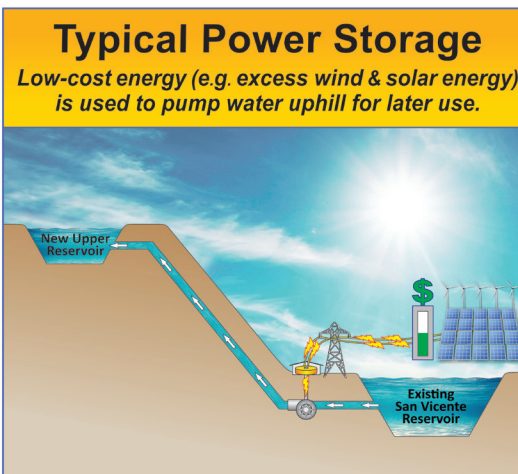 Typical Power Storage
Low-cost energy (e.g. excess wind & solar energy)
is used to pump water uphill for later use.
New Upper
Reservoir
$
Existing
San Vicente
Reservoir